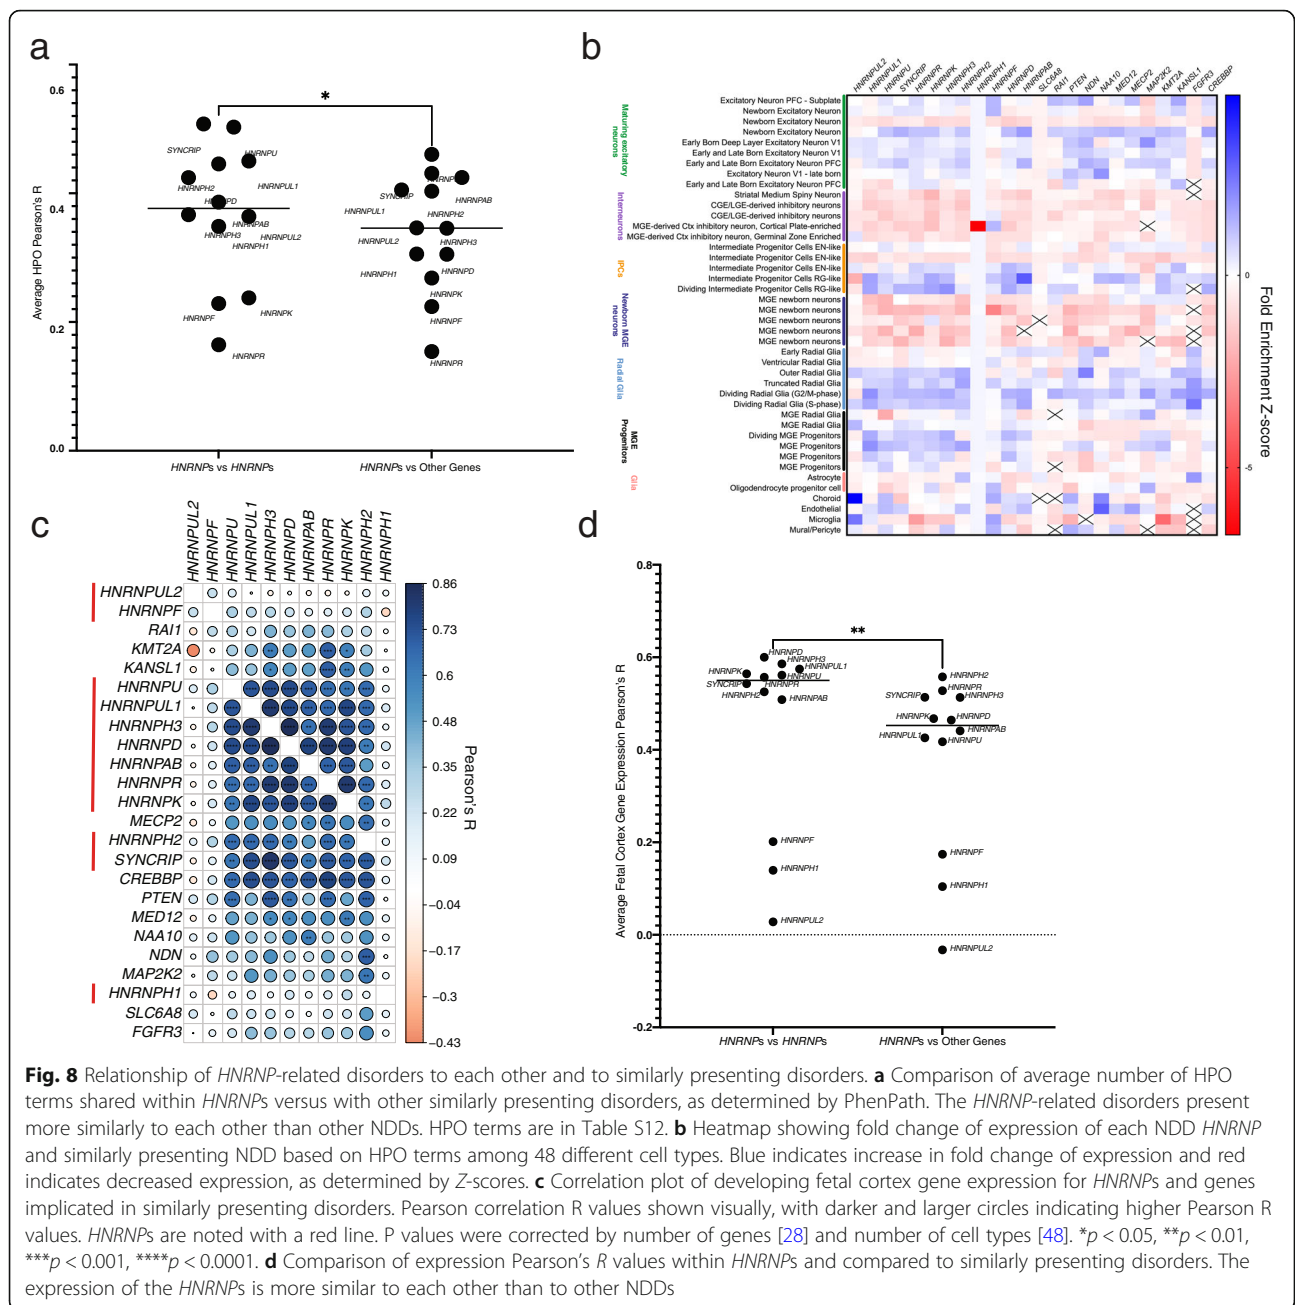 a
0.6
0.4
0.2
0.0
Average HPO Pearson's R
*
SYNCRIP
HNRNPU
HNRNPH2
HNRNPUL1
HNRNPAB
HNRNPH3
HNRNPUL2
HNRNPH1
HNRNPF
HNRNPK
HNRNPR
SYNCRIP
HNRNPAB
HNRNPUL1
HNRNPH2
HNRNPUL2
HNRNPH3
HNRNPH1
HNRNPD
HNRNPK
HNRNPF
HNRNPR
HNRNPs vs HNRNPs
HNRNPs vs Other Genes
b
HNRNPUL2
HNRNPUL1
HNRNPU
SYNCRIP
HNRNPR
HNRNPK
HNRNPH3
HNRNPH2
HNRNPH1
HNRNPF
HNRNPD
HNRNPAB
SLC6A8
RAI1
PTEN
NDN
NAA10
MED12
MECP2
MAP2K2
KMT2A
KANSL1
FGFR3
CREBBP
Maturing excitatory
neurons
Interneurons
IPCs
Newborn MGE
neurons
Radial Glia
MGE
Progenitors
Glia
Excitatory Neuron PFC - Subplate
Newborn Excitatory Neuron
Newborn Excitatory Neuron
Newborn Excitatory Neuron
Early Born Deep Layer Excitatory Neuron V1
Early and Late Born Excitatory Neuron V1
Early and Late Born Excitatory Neuron PFC
Excitatory Neuron V1 - late born
Early and Late Born Excitatory Neuron PFC
Striatal Medium Spiny Neuron
CGE/LGE-derived inhibitory neurons
CGE/LGE-derived inhibitory neurons
MGE-derived Ctx inhibitory neuron, Cortical Plate-enriched
MGE-derived Ctx inhibitory neuron, Germinal Zone Enriched
Intermediate Progenitor Cells EN-like
Intermediate Progenitor Cells EN-like
Intermediate Progenitor Cells EN-like
Intermediate Progenitor Cells RG-like
Dividing Intermediate Progenitor Cells RG-like
MGE newborn neurons
MGE newborn neurons
MGE newborn neurons
MGE newborn neurons
MGE newborn neurons
Early Radial Glia
Ventricular Radial Glia
Outer Radial Glia
Truncated Radial Glia
Dividing Radial Glia (G2/M-phase)
Dividing Radial Glia (S-phase)
MGE Radial Glia
MGE Radial Glia
Dividing MGE Progenitors
MGE Progenitors
MGE Progenitors
MGE Progenitors
Astrocyte
Oligodendrocyte progenitor cell
Choroid
Endothelial
Microglia
Mural/Pericyte
0
-5
Fold Enrichment Z-score
c
HNRNPUL2
HNRNPF
HNRNPU
HNRNPUL1
HNRNPH3
HNRNPD
HNRNPAB
HNRNPR
HNRNPK
HNRNPH2
HNRNPH1
HNRNPUL2
HNRNPF
RAI1
KMT2A
KANSL1
HNRNPU
HNRNPUL1
HNRNPH3
HNRNPD
HNRNPAB
HNRNPR
HNRNPK
MECP2
HNRNPH2
SYNCRIP
CREBBP
PTEN
MED12
NAA10
NDN
MAP2K2
HNRNPH1
SLC6A8
FGFR3
0.86
0.73
0.6
0.48
0.35
0.22
0.09
−0.04
−0.17
−0.3
−0.43
Pearson's R
d
0.8
0.6
0.4
0.2
0.0
-0.2
Average Fetal Cortex Gene Expression Pearson's R
**
HNRNPD
HNRNPH3
HNRNPK
HNRNPUL1
HNRNPU
SYNCRIP
HNRNPR
HNRNPH2
HNRNPAB
HNRNPF
HNRNPH1
HNRNPUL2
HNRNPH2
HNRNPR
SYNCRIP
HNRNPH3
HNRNPK
HNRNPD
HNRNPAB
HNRNPUL1
HNRNPU
HNRNPF
HNRNPH1
HNRNPUL2
HNRNPs vs HNRNPs
HNRNPs vs Other Genes
Fig. 8 Relationship of HNRNP-related disorders to each other and to similarly presenting disorders. a Comparison of average number of HPO
terms shared within HNRNPs versus with other similarly presenting disorders, as determined by PhenPath. The HNRNP-related disorders present
more similarly to each other than other NDDs. HPO terms are in Table S12. b Heatmap showing fold change of expression of each NDD HNRNP
and similarly presenting NDD based on HPO terms among 48 different cell types. Blue indicates increase in fold change of expression and red
indicates decreased expression, as determined by Z-scores. c Correlation plot of developing fetal cortex gene expression for HNRNPs and genes
implicated in similarly presenting disorders. Pearson correlation R values shown visually, with darker and larger circles indicating higher Pearson R
values. HNRNPs are noted with a red line. P values were corrected by number of genes [28] and number of cell types [48]. *p < 0.05, **p < 0.01,
***p < 0.001, ****p < 0.0001. d Comparison of expression Pearson's R values within HNRNPs and compared to similarly presenting disorders. The
expression of the HNRNPs is more similar to each other than to other NDDs